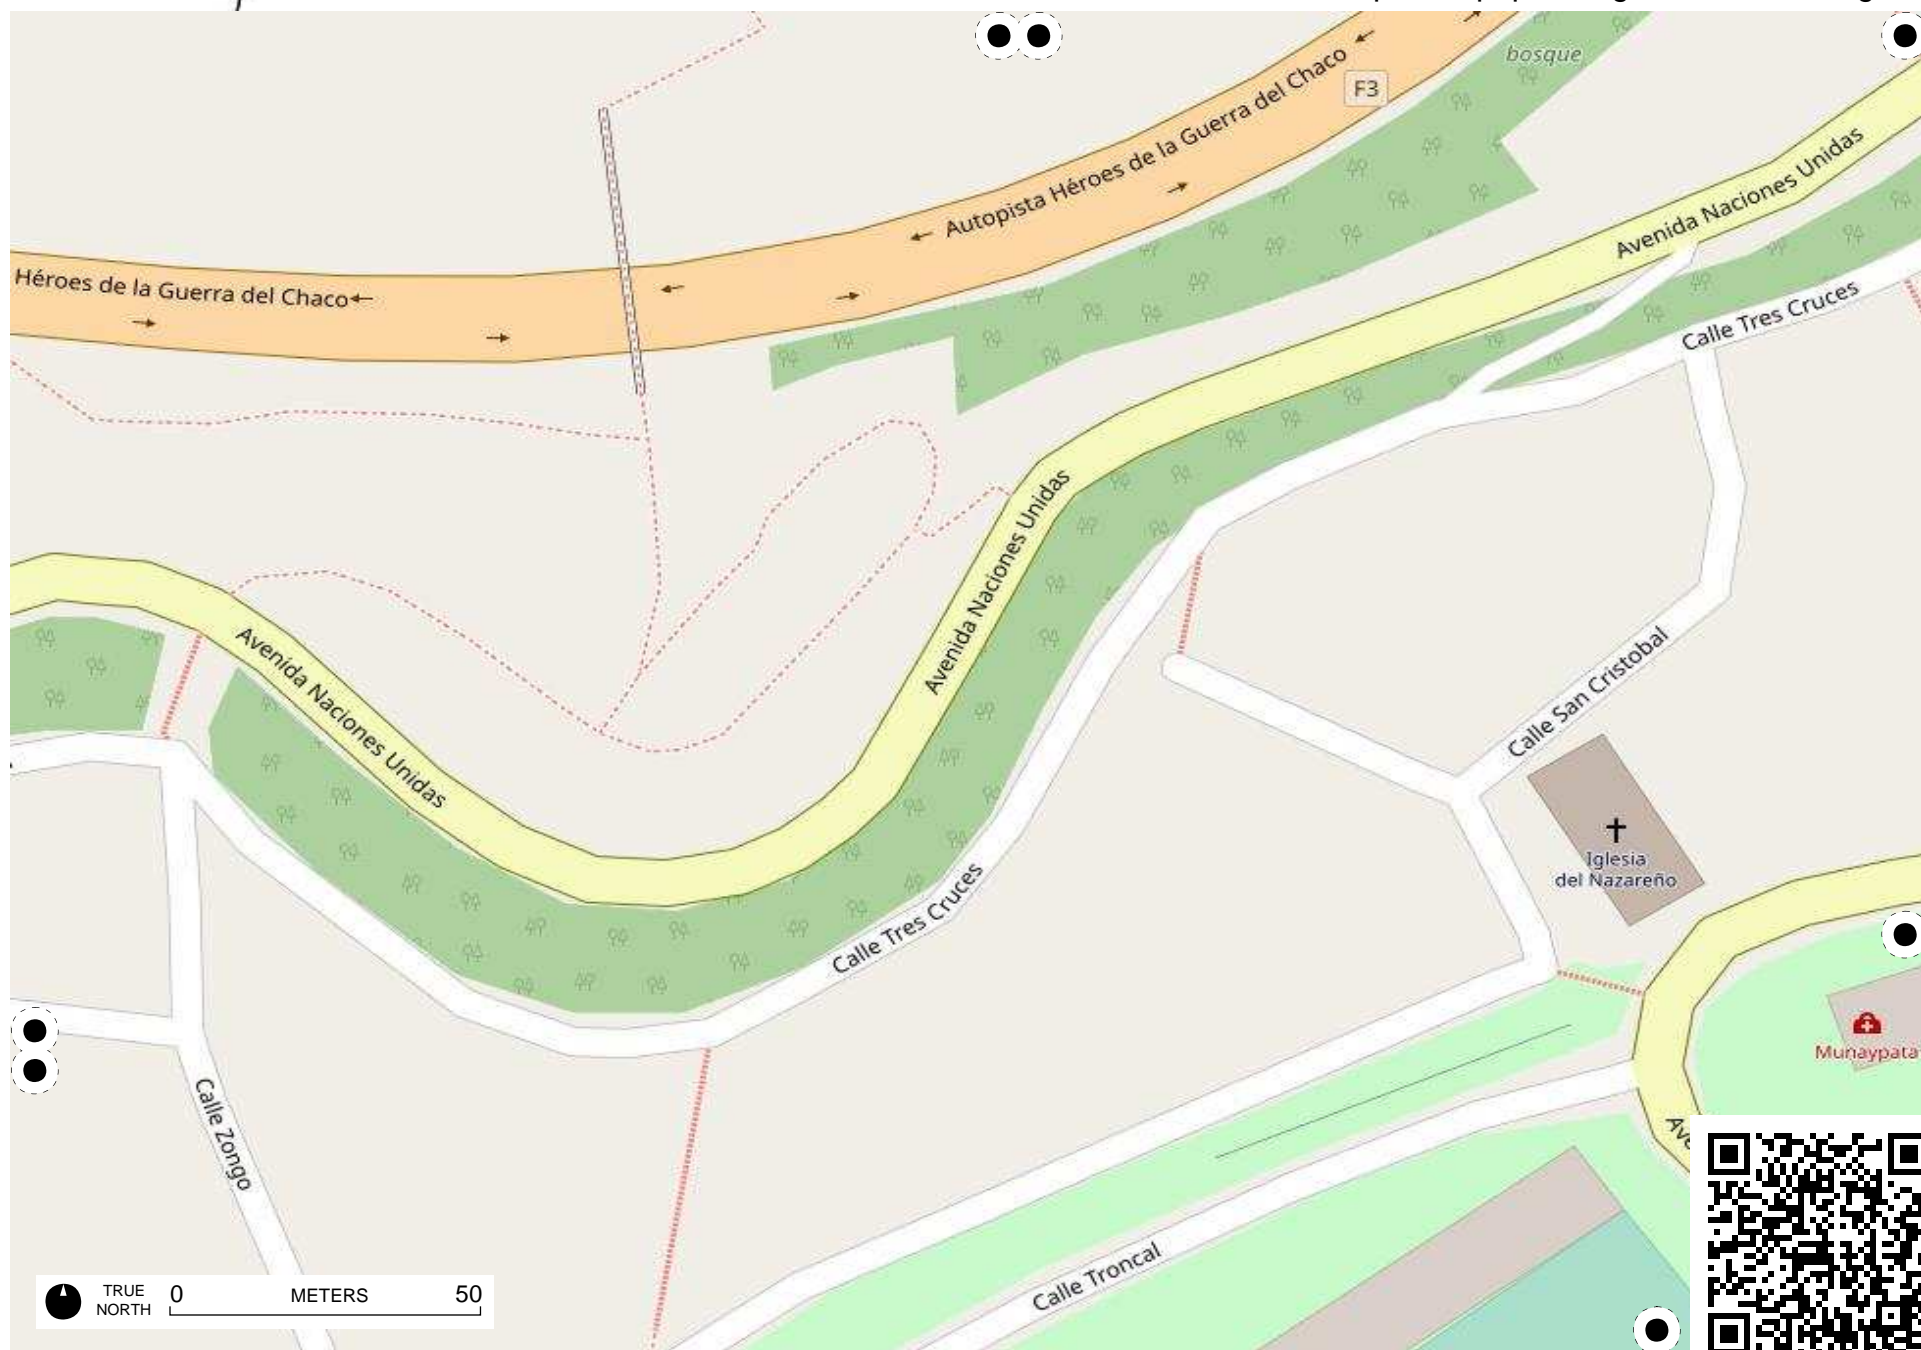 bosque
Autopista Héroes de la Guerra del Chaco
F3
Avenida Naciones Unidas
Héroes de la Guerra del Chaco
Calle Tres Cruces
Avenida Naciones Unidas
Avenida Naciones Unidas
Calle San Cristobal
Iglesia
del Nazareño
Calle Tres Cruces
Munaypata
Calle Zongo
Ave
Calle Troncal
TRUE
NORTH
0 METERS 50